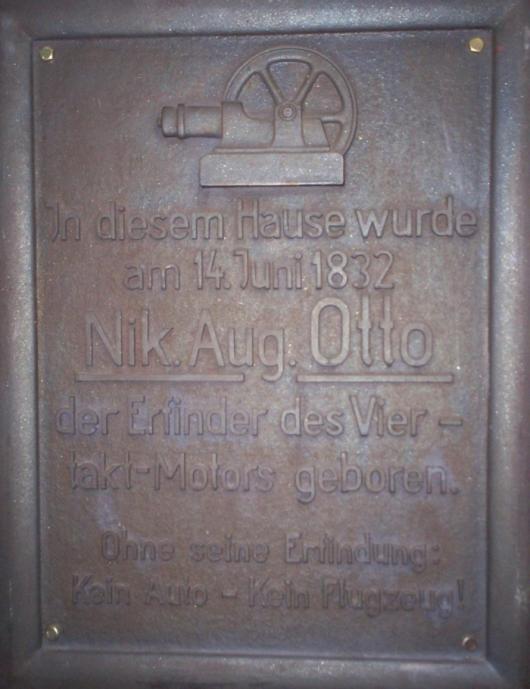 In diesem Hause wurde
am 14. Juni 1832
Nik. Aug. Otto
der Erfinder des Vier -
takt-Motors geboren.
Ohne seine Erfindung:
Kein Auto - Kein Flugzeug!